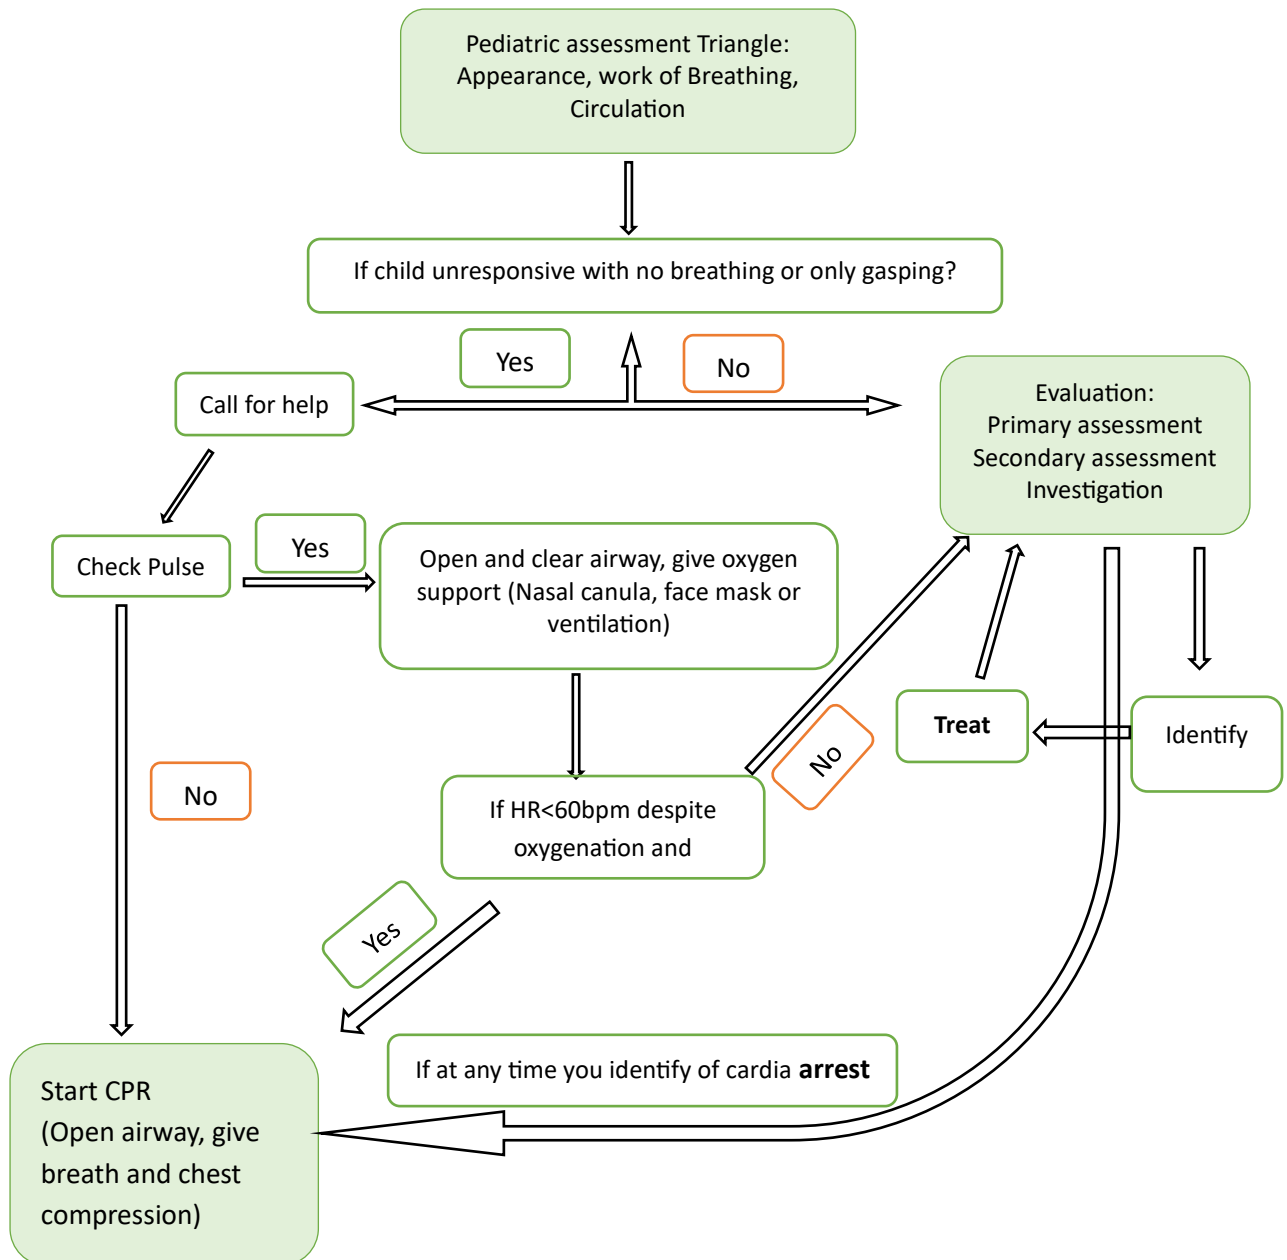 Pediatric assessment Triangle:
Appearance, work of Breathing,
Circulation
If child unresponsive with no breathing or only gasping?
Yes
No
Call for help
Evaluation:
Primary assessment
Secondary assessment
Investigation
Check Pulse
Yes
Open and clear airway, give oxygen
support (Nasal canula, face mask or
ventilation)
Treat
Identify
No
No
If HR<60bpm despite
oxygenation and
Yes
If at any time you identify of cardia arrest
Start CPR
(Open airway, give
breath and chest
compression)